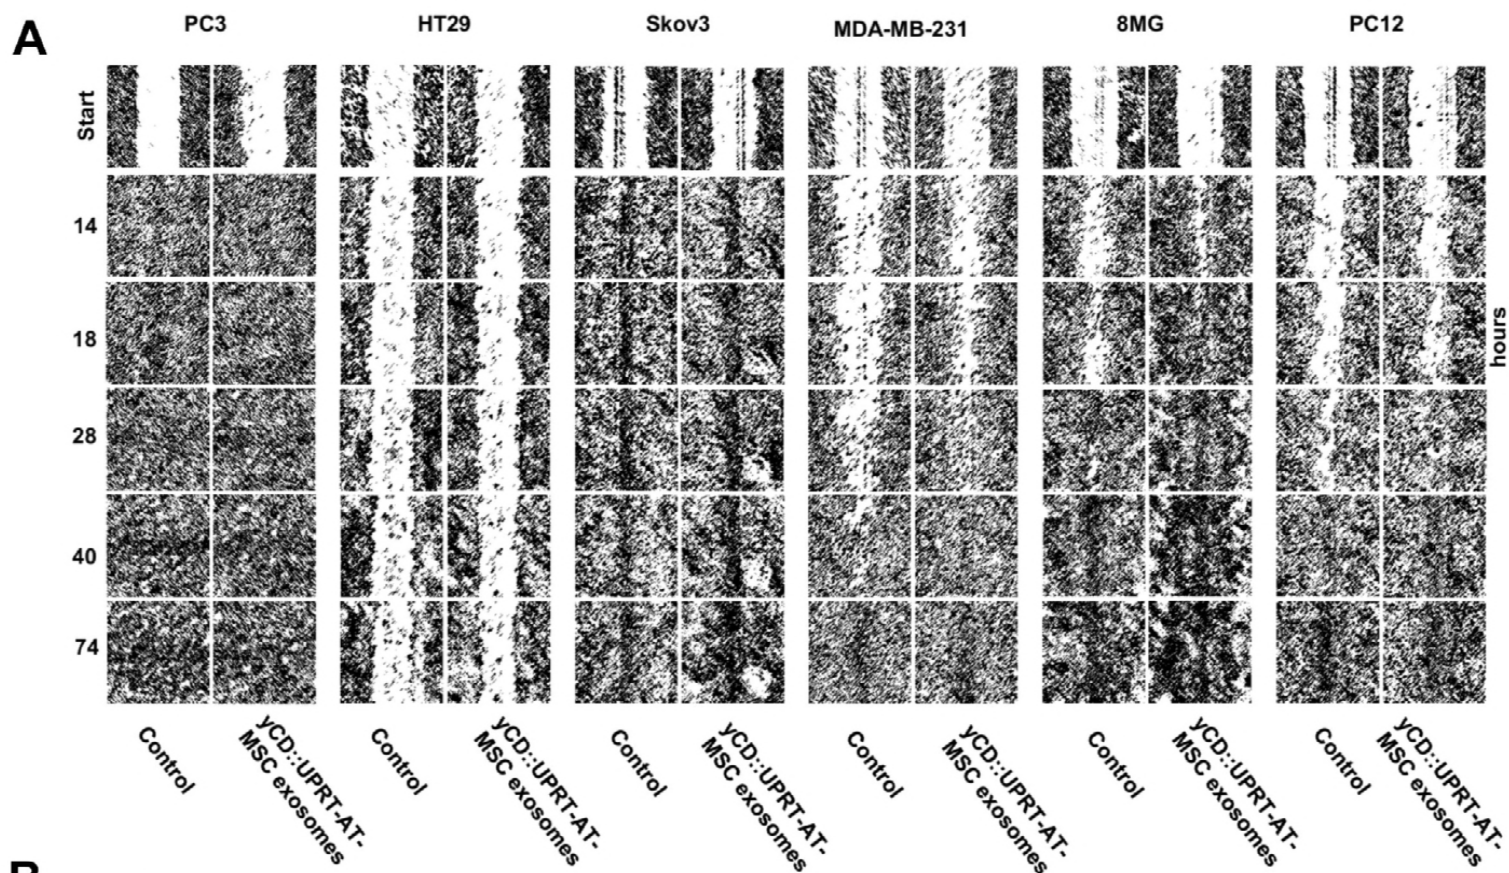 A
PC3 HT29 Skov3 MDA-MB-231 8MG PC12
Start
14
18
28
40
74
hours
Control
yCD::UPRT-AT-
MSC exosomes
Control
yCD::UPRT-AT-
MSC exosomes
Control
yCD::UPRT-AT-
MSC exosomes
Control
yCD::UPRT-AT-
MSC exosomes
Control
yCD::UPRT-AT-
MSC exosomes
Control
yCD::UPRT-AT-
MSC exosomes